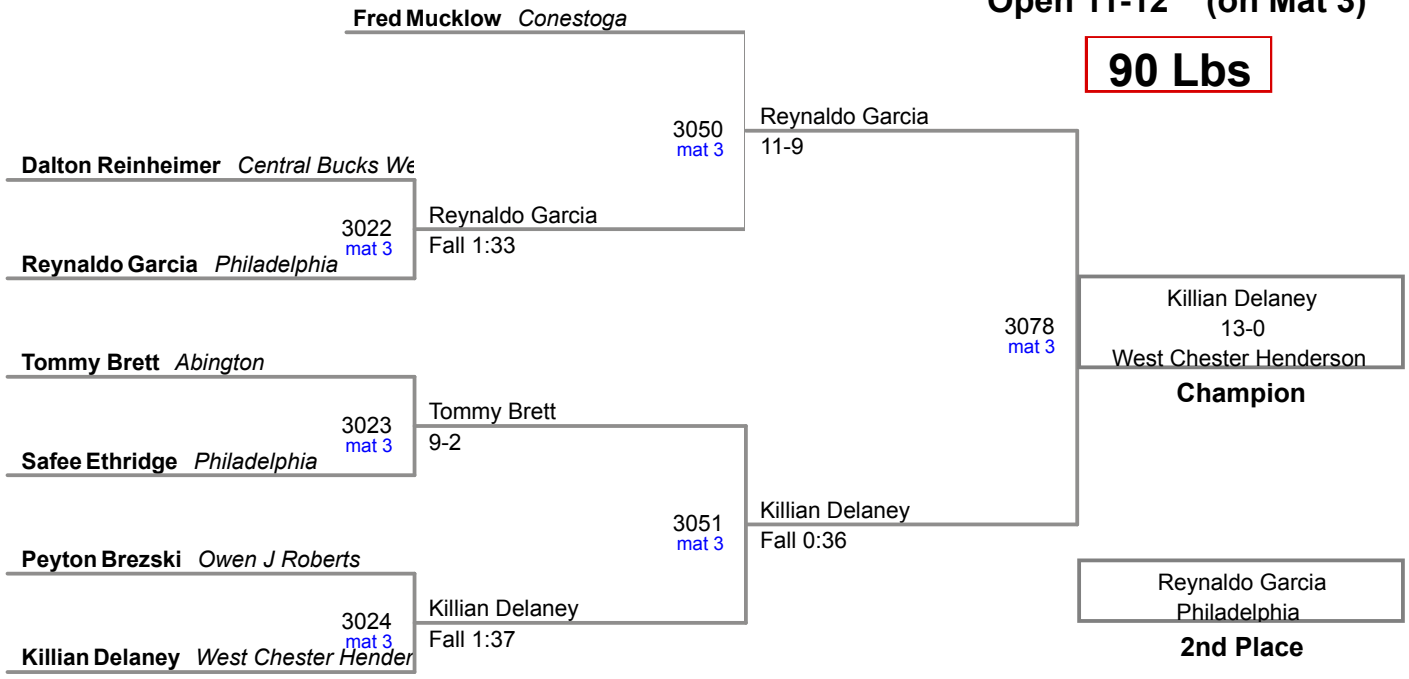 Open 11-12 (on Mat 3)
90 Lbs
Fred Mucklow Conestoga
3050
mat 3
Reynaldo Garcia
11-9
Dalton Reinheimer Central Bucks We
3022
mat 3
Reynaldo Garcia
Fall 1:33
Reynaldo Garcia Philadelphia
Killian Delaney
13-0
West Chester Henderson
Champion
3078
mat 3
Tommy Brett Abington
3023
mat 3
Tommy Brett
9-2
Safee Ethridge Philadelphia
3051
mat 3
Killian Delaney
Fall 0:36
Peyton Brezski Owen J Roberts
3024
mat 3
Killian Delaney
Fall 1:37
Killian Delaney West Chester Hender
Reynaldo Garcia
Philadelphia
2nd Place